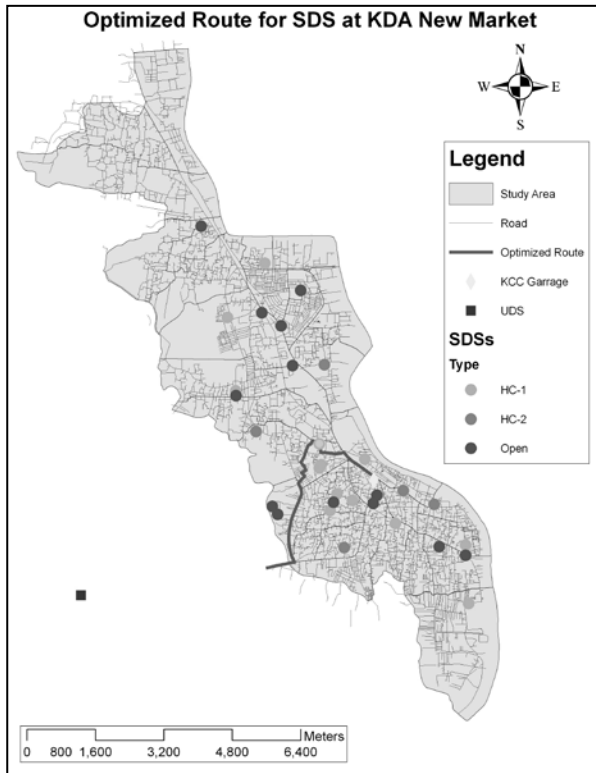 Optimized Route for SDS at KDA New Market
N
W E
S
Legend
Study Area
Road
Optimized Route
KCC Garrage
UDS
SDSs
Type
HC-1
HC-2
Open
Meters
0 800 1,600 3,200 4,800 6,400